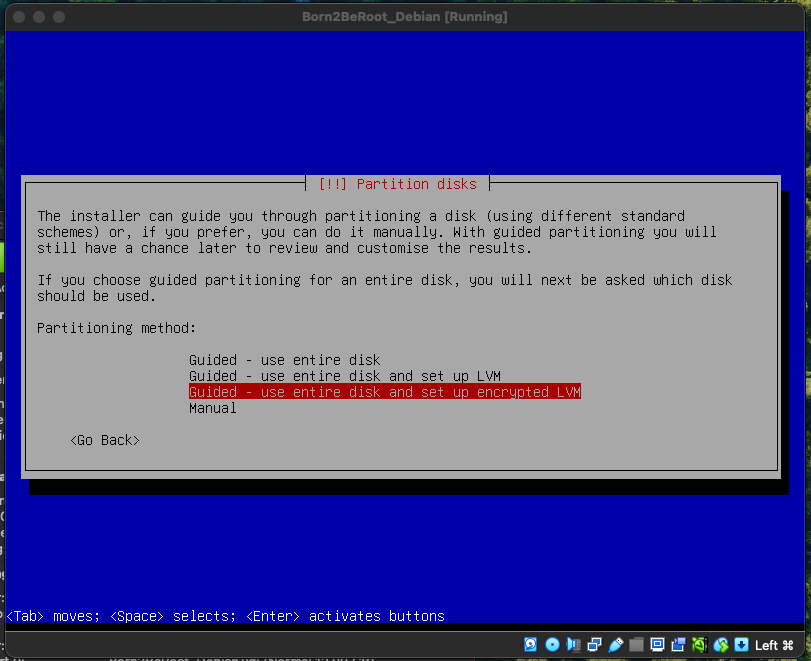 Born2BeRoot_Debian [Running]
[!!] Partition disks
The installer can guide you through partitioning a disk (using different standard
schemes) or, if you prefer, you can do it manually. With guided partitioning you will
still have a chance later to review and customise the results.
If you choose guided partitioning for an entire disk, you will next be asked which disk
should be used.
Partitioning method:
Guided - use entire disk
Guided - use entire disk and set up LVM
Guided - use entire disk and set up encrypted LVM
Manual
<Go Back>
<Tab> moves; <Space> selects; <Enter> activates buttons
Left ⌘